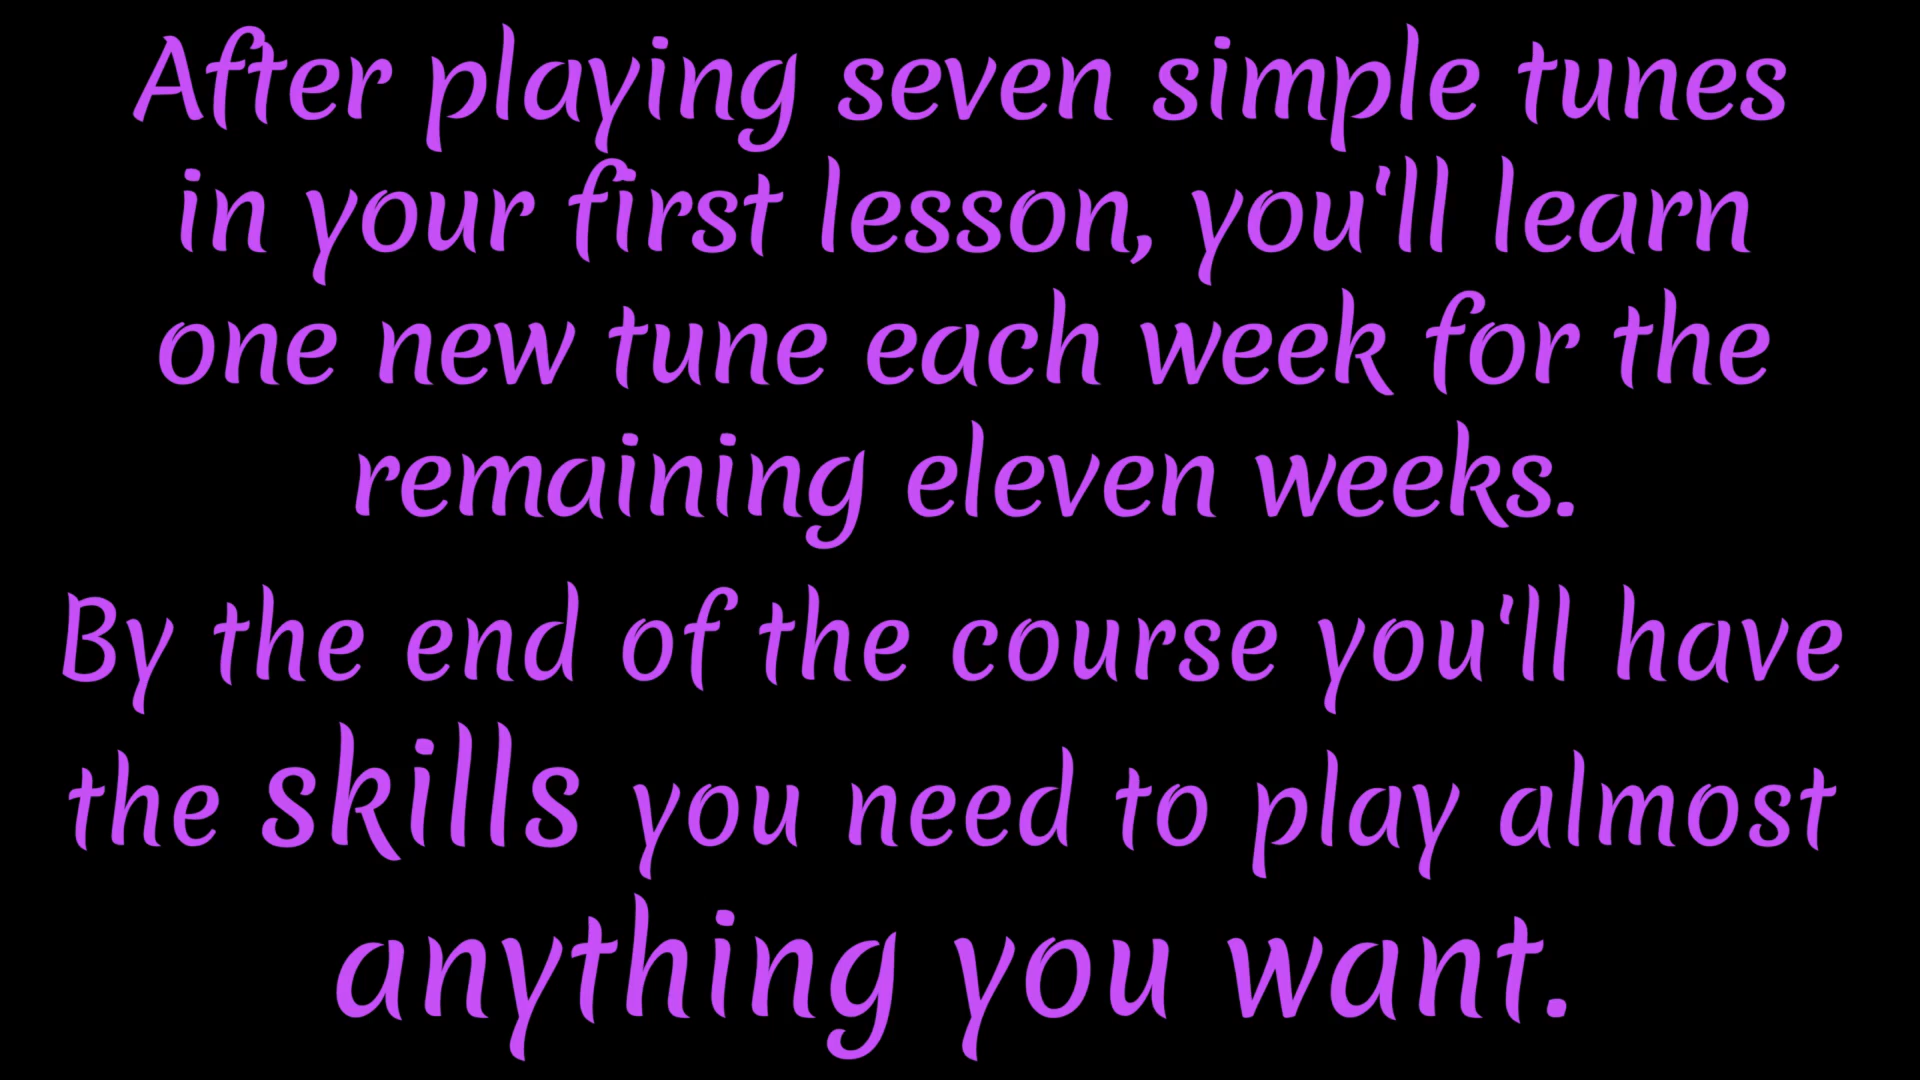 After playing seven simple tunes
in your first lesson, you'll learn
one new tune each week for the
remaining eleven weeks.
By the end of the course you'll have
the skills you need to play almost
anything you want.